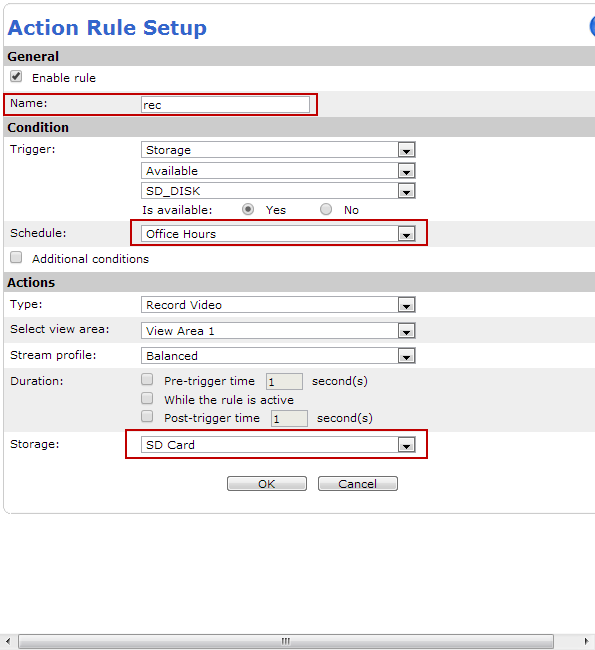 Action Rule Setup
General
Enable rule
Name: rec
Condition
Trigger: Storage
Available
SD_DISK
Is available: Yes No
Schedule: Office Hours
Additional conditions
Actions
Type: Record Video
Select view area: View Area 1
Stream profile: Balanced
Duration: Pre-trigger time 1 second(s)
While the rule is active
Post-trigger time 1 second(s)
Storage: SD Card
OK Cancel